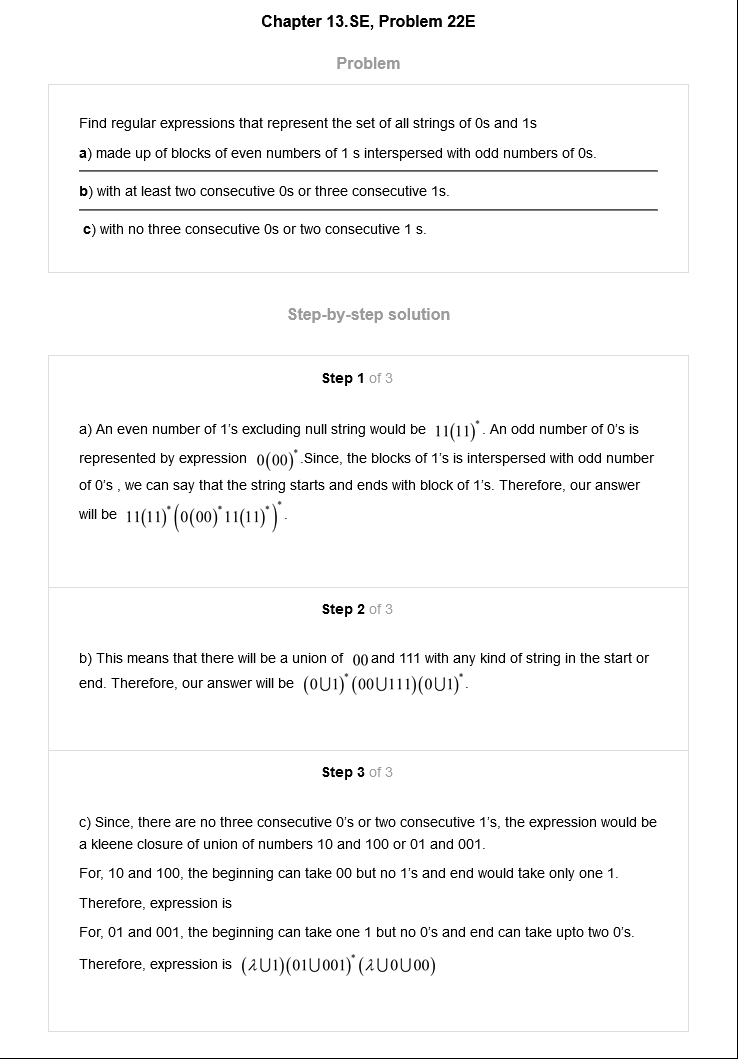 Chapter 13.SE, Problem 22E
Problem
Find regular expressions that represent the set of all strings of 0s and 1s
a) made up of blocks of even numbers of 1 s interspersed with odd numbers of 0s.
b) with at least two consecutive 0s or three consecutive 1s.
c) with no three consecutive 0s or two consecutive 1 s.
Step-by-step solution
Step 1 of 3
a) An even number of 1's excluding null string would be 11(11)*. An odd number of 0's is
represented by expression 0(00)*.Since, the blocks of 1's is interspersed with odd number
of 0's , we can say that the string starts and ends with block of 1's. Therefore, our answer
will be 11(11)*(0(00)*11(11)*)*.
Step 2 of 3
b) This means that there will be a union of 00 and 111 with any kind of string in the start or
end. Therefore, our answer will be (0∪1)*(00∪111)(0∪1)*.
Step 3 of 3
c) Since, there are no three consecutive 0's or two consecutive 1's, the expression would be
a kleene closure of union of numbers 10 and 100 or 01 and 001.
For, 10 and 100, the beginning can take 00 but no 1's and end would take only one 1.
Therefore, expression is
For, 01 and 001, the beginning can take one 1 but no 0's and end can take upto two 0's.
Therefore, expression is (λ∪1)(01∪001)*(λ∪0∪00)